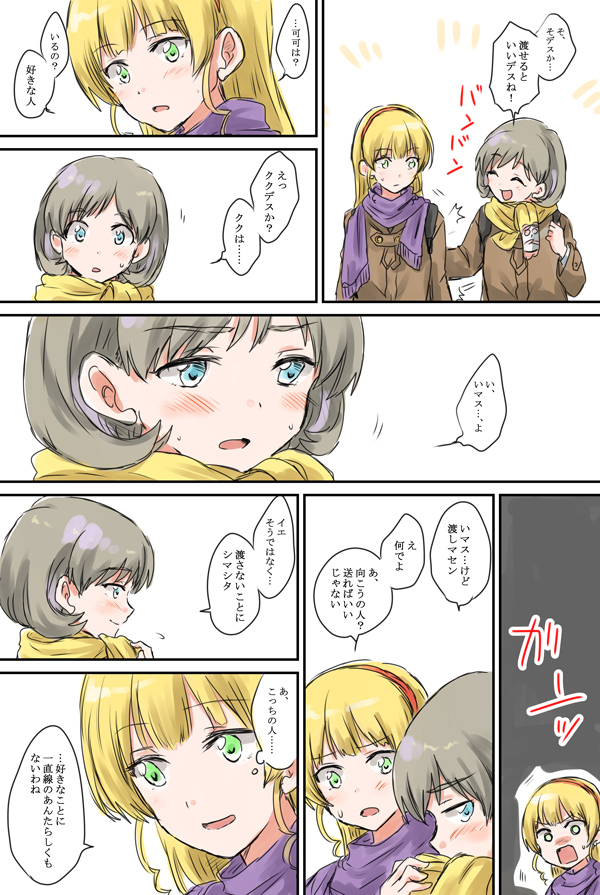 そ、
そデスか…
渡せると
いいデスね！
バンバン
…可可は？
いるの？
好きな人
えっ
ククデスか？
ククは……
い、
いマス…、よ
ガーーッ
いマス…けど
渡しマセン
え
何でよ
あ、
向こうの人？
送ればいい
じゃない
イエ
そうではなく…
渡さないことに
シマシタ
あ、
こっちの人……
…好きなことに
一直線のあんたらしくも
ないわね